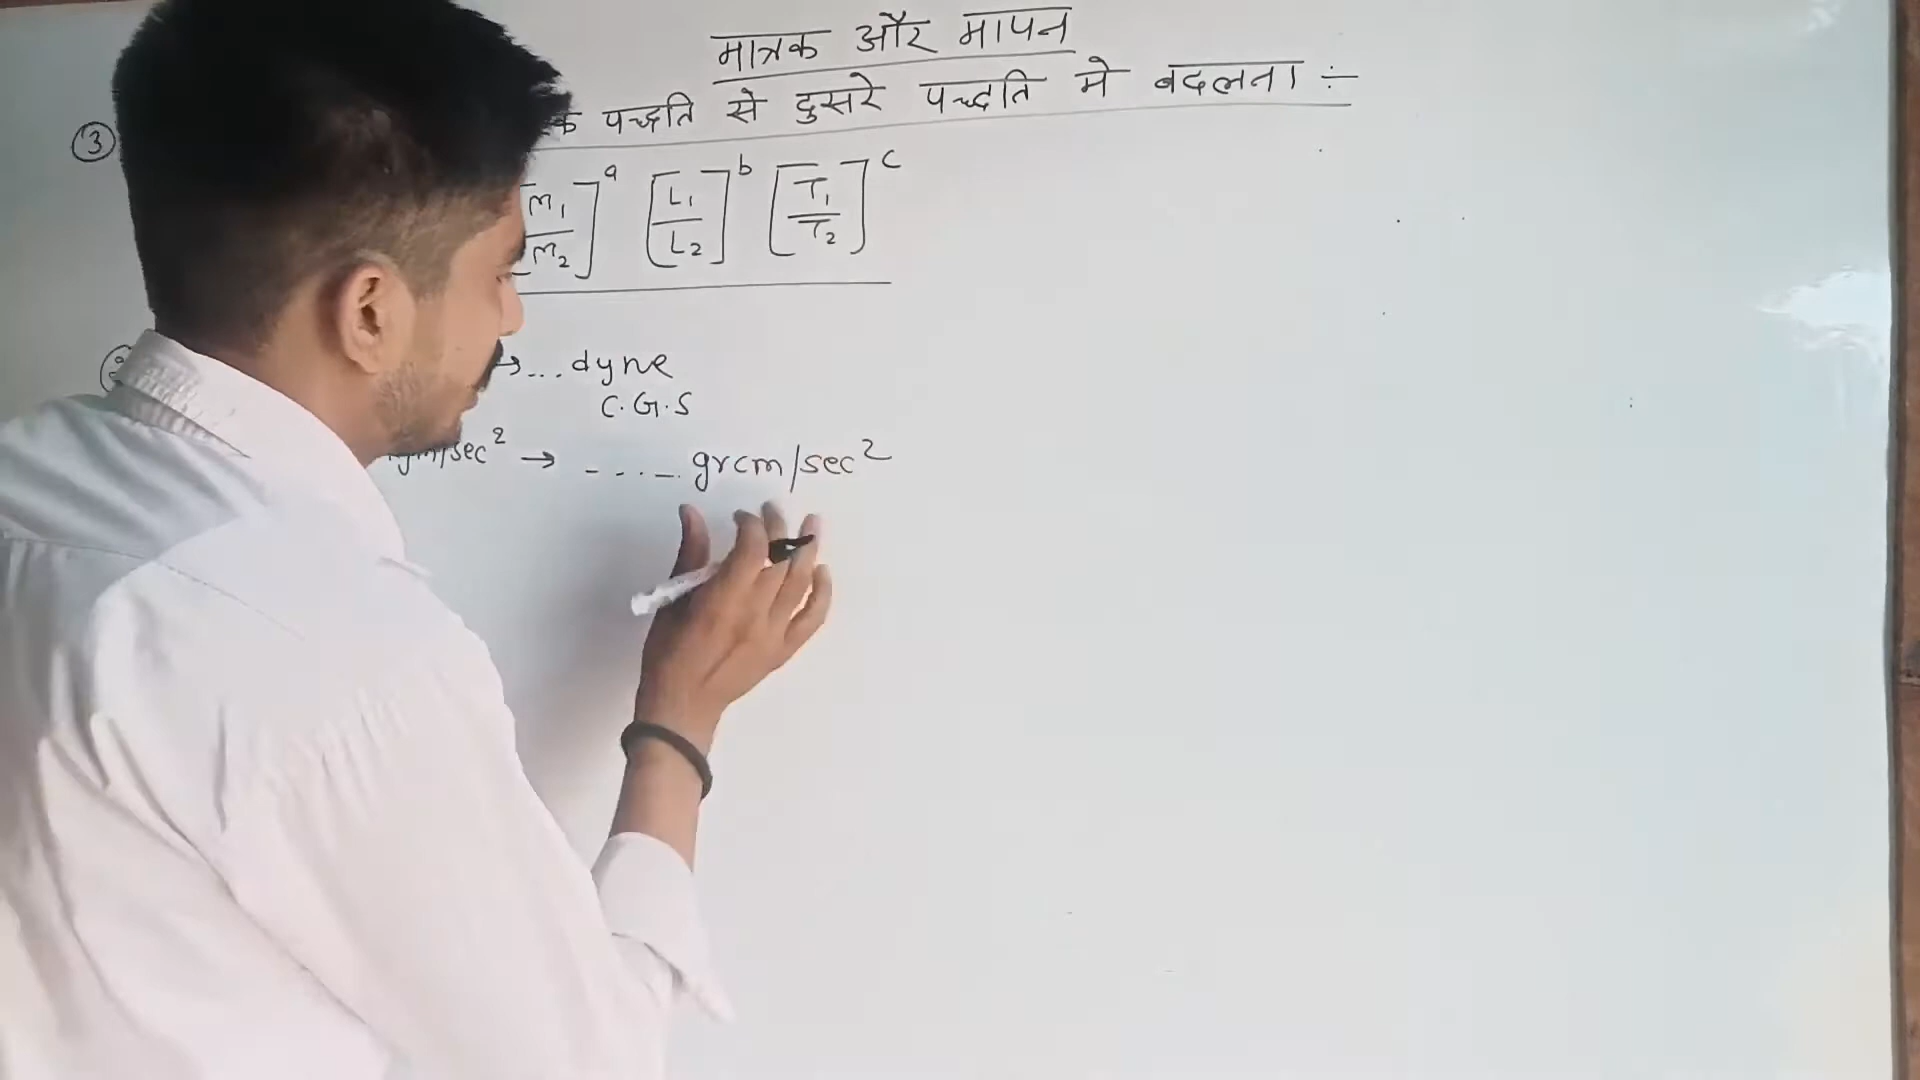 मात्रक और मापन
③ पद्धति से दुसरे पद्धति मे बदलना :-
[M₁/M₂]ᵃ [L₁/L₂]ᵇ [T₁/T₂]ᶜ
→ ... dyne
C.G.S
/sec² → - - . - . grcm/sec²